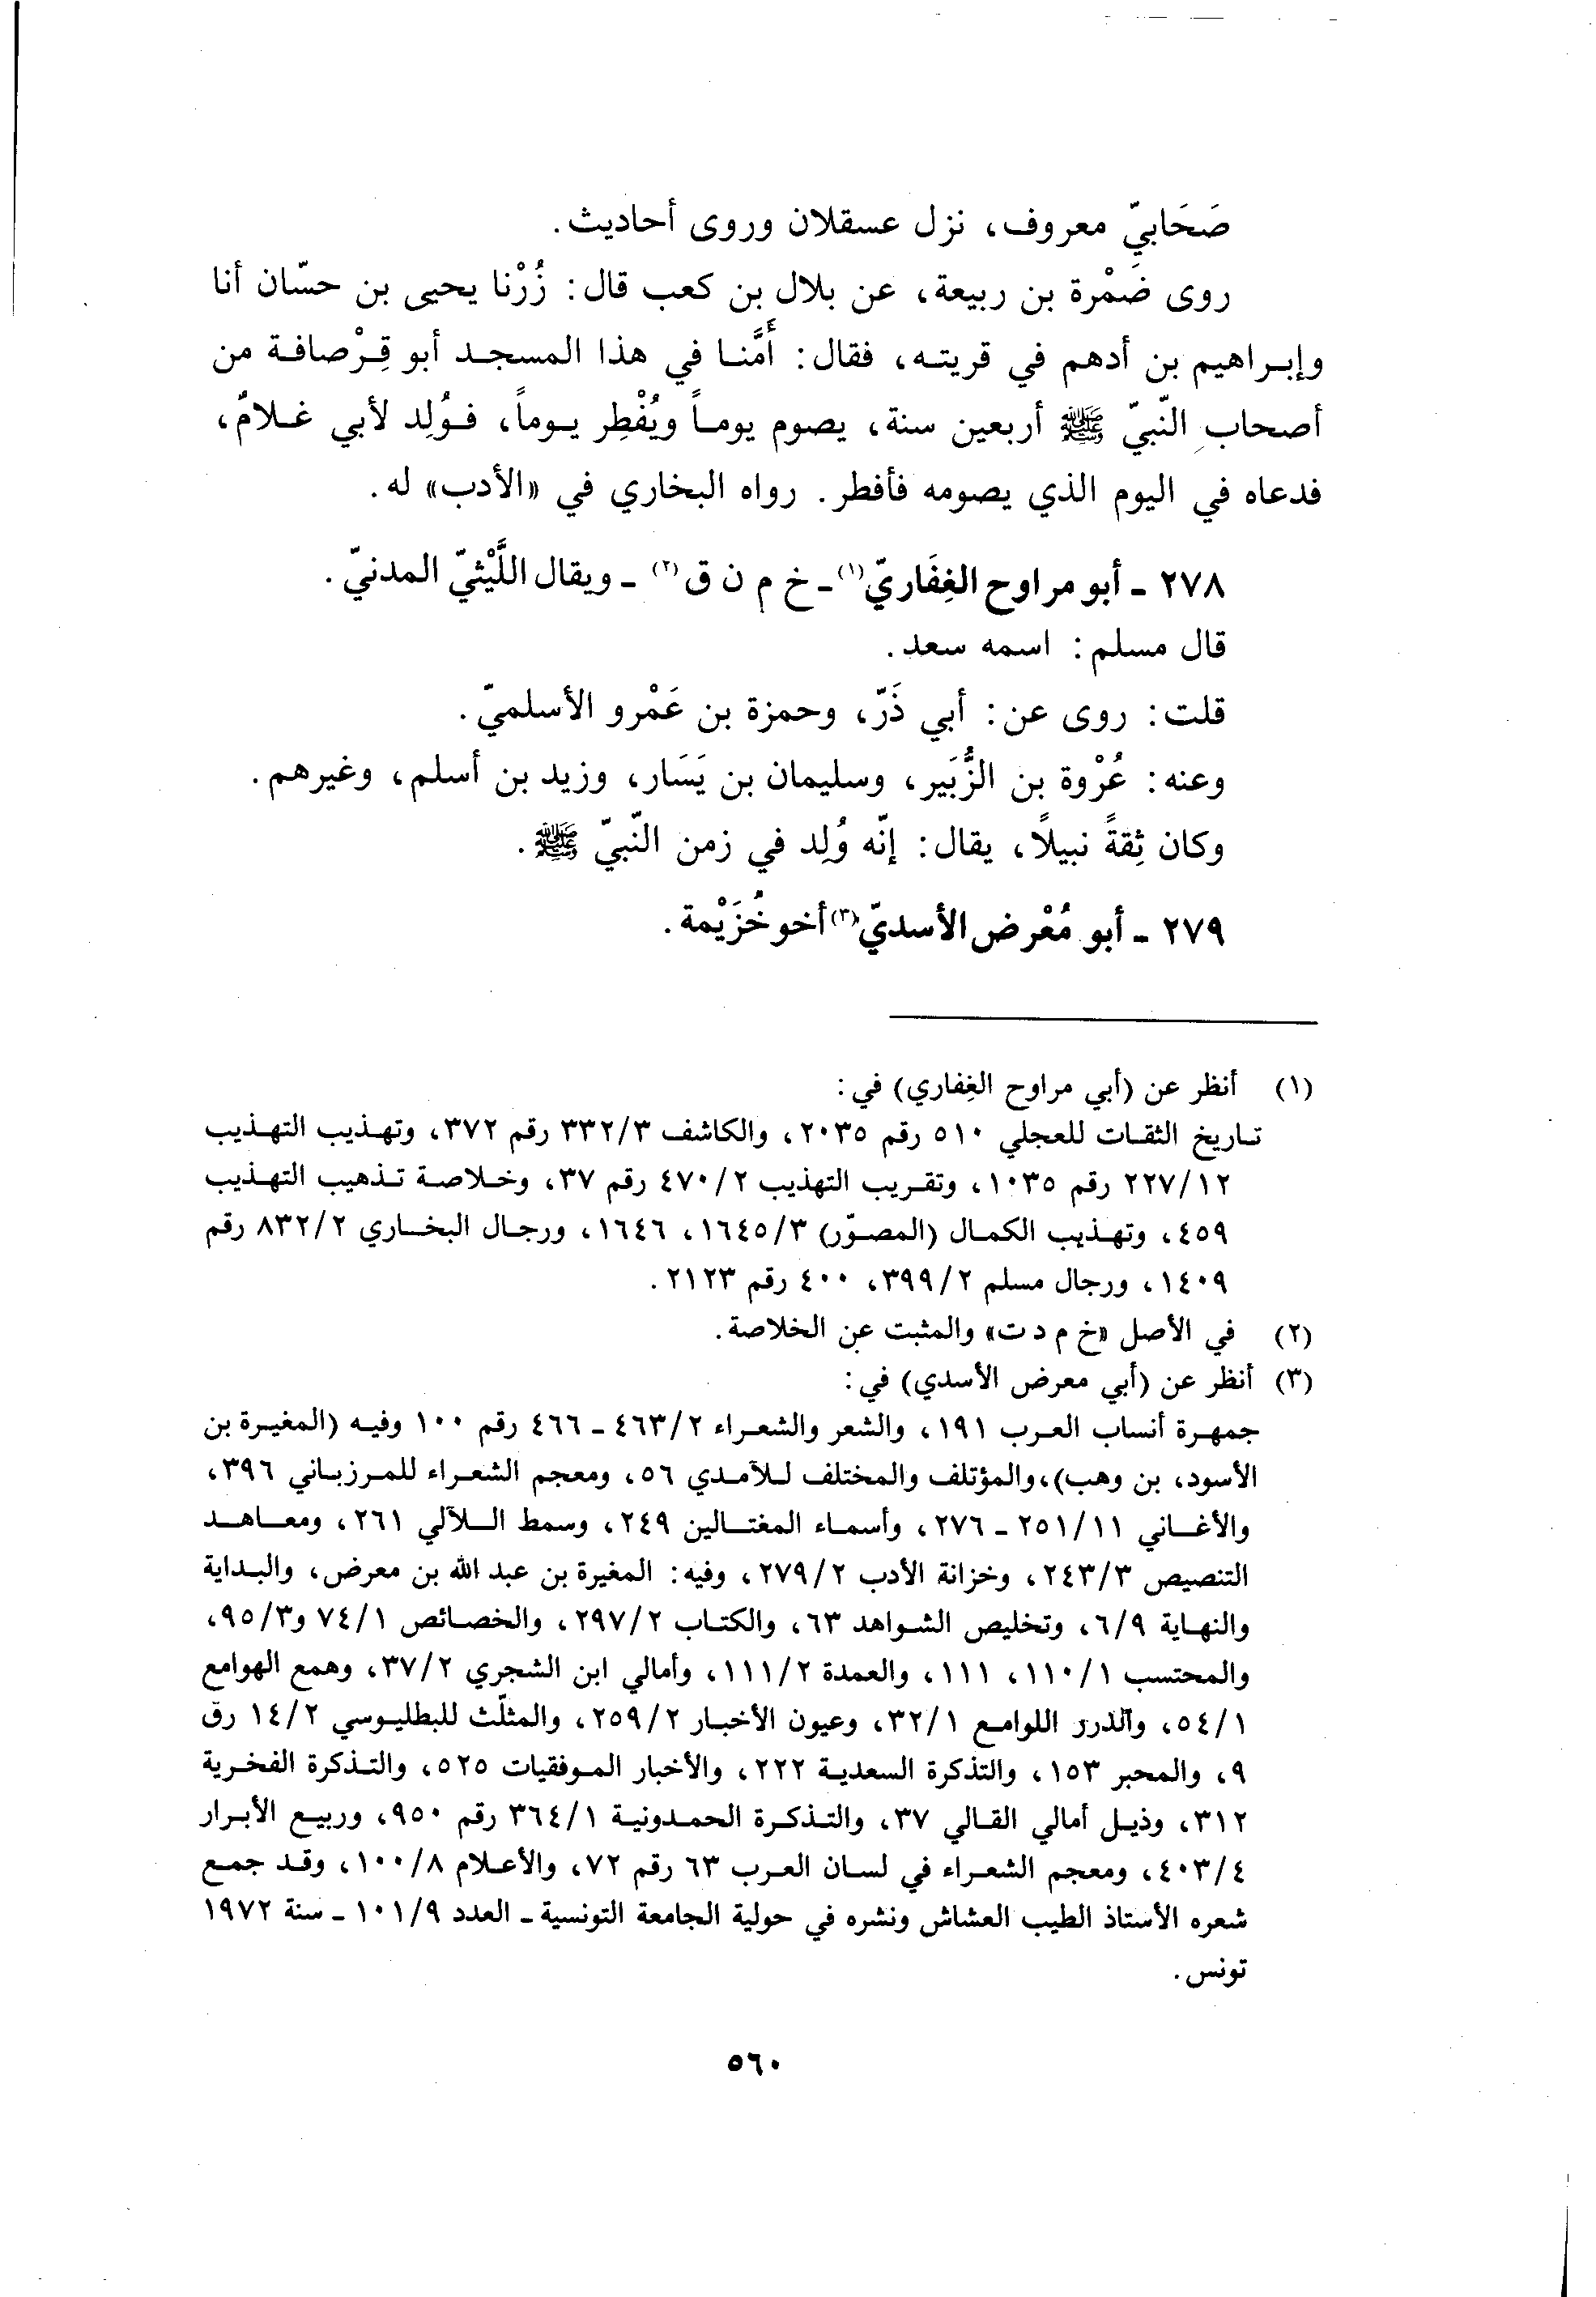 صَحَابيّ معروف، نزل عسقلان وروى أحاديث.
روى ضَمْرة بن ربيعة، عن بلال بن كعب قال: زُرْنا يحيى بن حسّان أنا
وإبراهيم بن أدهم في قريته، فقال: أَمَّنا في هذا المسجد أبو قِرْصافة من
أصحابِ النّبيّ ﷺ أربعين سنة، يصوم يوماً ويُفْطِر يوماً، فوُلِد لأبي غلامٌ،
فدعاه في اليوم الذي يصومه فأفطر. رواه البخاري في «الأدب» له.
٢٧٨ ـ أبو مراوح الغِفَاريّ(١) ـ خ م ن ق(٢) ـ ويقال اللَّيْثيّ المدنيّ.
قال مسلم: اسمه سعد.
قلت: روى عن: أبي ذَرّ، وحمزة بن عَمْرو الأسلميّ.
وعنه: عُرْوة بن الزُّبَير، وسليمان بن يَسَار، وزيد بن أسلم، وغيرهم.
وكان ثِقةً نبيلًا، يقال: إنّه وُلِد في زمن النّبيّ ﷺ.
٢٧٩ ـ أبو مُعْرض الأسديّ(٣) أخو خُزَيْمة.
(١) أنظر عن (أبي مراوح الغِفاري) في:
تاريخ الثقات للعجلي ٥١٠ رقم ٢٠٣٥، والكاشف ٣٣٢/٣ رقم ٣٧٢، وتهذيب التهذيب
٢٢٧/١٢ رقم ١٠٣٥، وتقريب التهذيب ٤٧٠/٢ رقم ٣٧، وخلاصة تذهيب التهذيب
٤٥٩، وتهذيب الكمال (المصوّر) ١٦٤٥/٣، ١٦٤٦، ورجال البخاري ٨٣٢/٢ رقم
١٤٠٩، ورجال مسلم ٣٩٩/٢، ٤٠٠ رقم ٢١٢٣.
(٢) في الأصل «خ م د ت» والمثبت عن الخلاصة.
(٣) أنظر عن (أبي معرض الأسدي) في:
جمهرة أنساب العرب ١٩١، والشعر والشعراء ٤٦٣/٢ ـ ٤٦٦ رقم ١٠٠ وفيه (المغيرة بن
الأسود، بن وهب)، والمؤتلف والمختلف للآمدي ٥٦، ومعجم الشعراء للمرزباني ٣٩٦،
والأغاني ٢٥١/١١ ـ ٢٧٦، وأسماء المغتالين ٢٤٩، وسمط اللآلي ٢٦١، ومعاهد
التنصيص ٢٤٣/٣، وخزانة الأدب ٢٧٩/٢، وفيه: المغيرة بن عبد الله بن معرض، والبداية
والنهاية ٦/٩، وتخليص الشواهد ٦٣، والكتاب ٢٩٧/٢، والخصائص ٧٤/١ و٩٥/٣،
والمحتسب ١١٠/١، ١١١، والعمدة ١١١/٢، وأمالي ابن الشجري ٣٧/٢، وهمع الهوامع
٥٤/١، والدرر اللوامع ٣٢/١، وعيون الأخبار ٢٥٩/٢، والمثلّث للبطليوسي ١٤/٢ رق
٩، والمحبر ١٥٣، والتذكرة السعدية ٢٢٢، والأخبار الموفقيات ٥٢٥، والتذكرة الفخرية
٣١٢، وذيل أمالي القالي ٣٧، والتذكرة الحمدونية ٣٦٤/١ رقم ٩٥٠، وربيع الأبرار
٤٠٣/٤، ومعجم الشعراء في لسان العرب ٦٣ رقم ٧٢، والأعلام ١٠٠/٨، وقد جمع
شعره الأستاذ الطيب العشاش ونشره في حولية الجامعة التونسية ـ العدد ١٠١/٩ ـ سنة ١٩٧٢
تونس.
٥٦٠